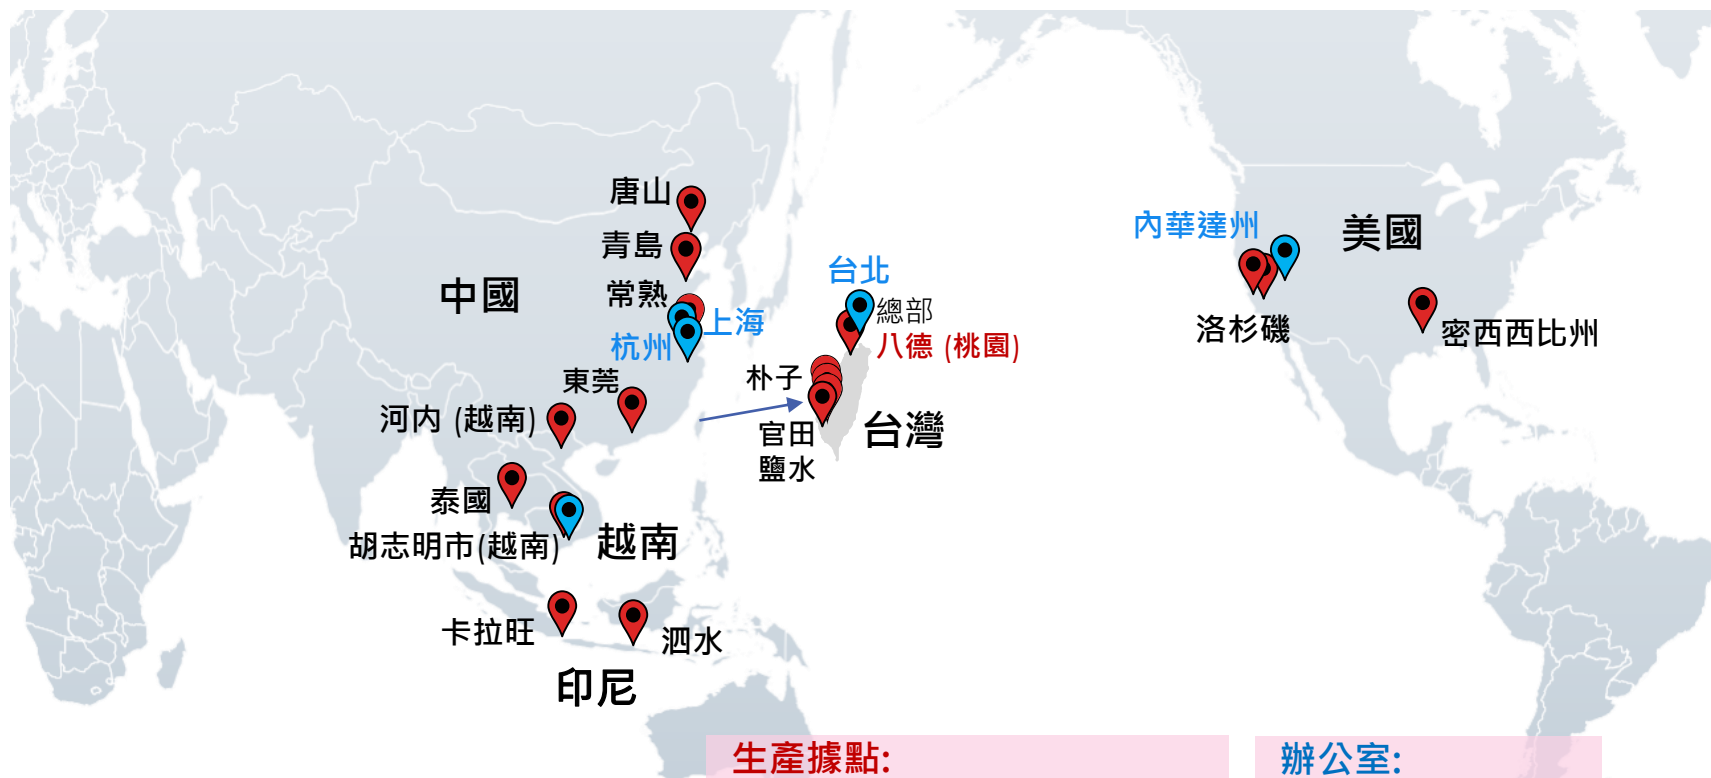 唐山
青島
中國
常熟
上海
杭州
東莞
河内 (越南)
泰國
胡志明市(越南)
越南
卡拉旺
泗水
印尼
台北
總部
八德 (桃園)
朴子
官田
鹽水
台灣
內華達州
美國
洛杉磯
密西西比州
生產據點:
辦公室: